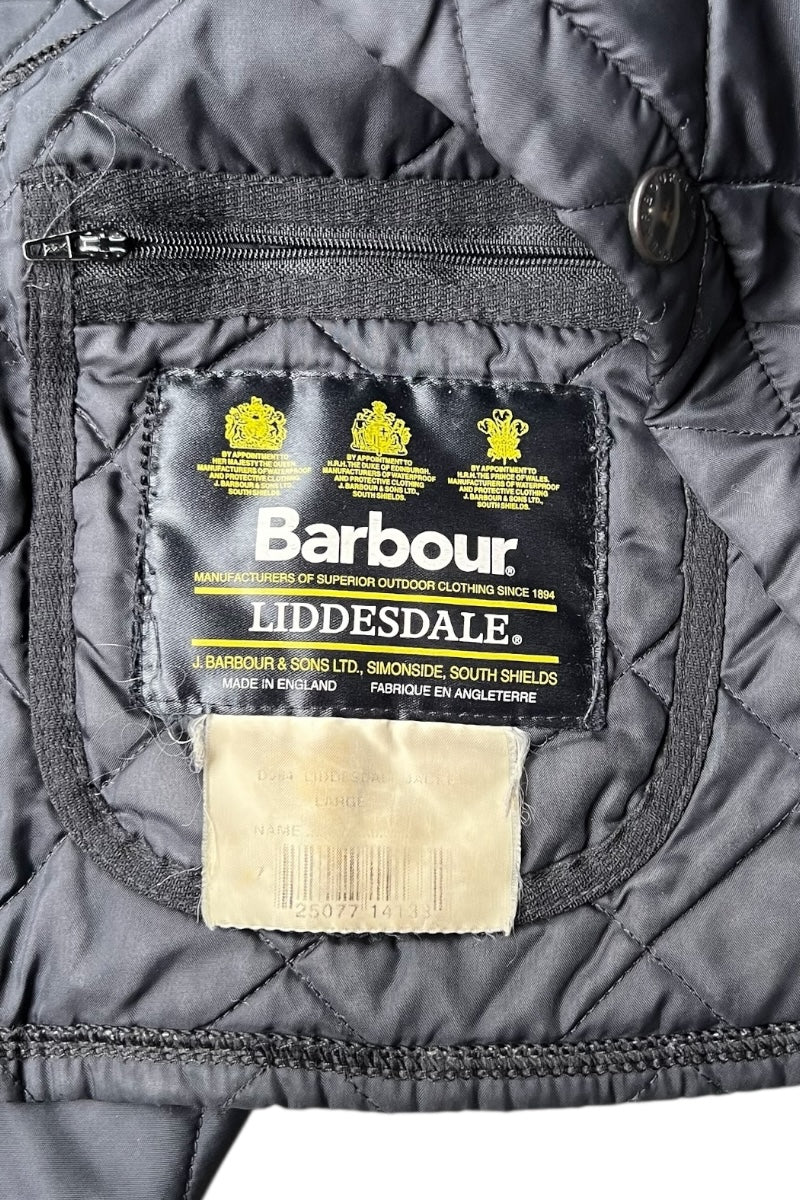 BY APPOINTMENT TO
HER MAJESTY THE QUEEN
MANUFACTURERS OF WATERPROOF
AND PROTECTIVE CLOTHING
J. BARBOUR & SONS LTD.,
SOUTH SHIELDS.
BY APPOINTMENT TO
H.R.H. THE DUKE OF EDINBURGH,
MANUFACTURERS OF WATERPROOF
AND PROTECTIVE CLOTHING
J. BARBOUR & SONS LTD.,
SOUTH SHIELDS.
BY APPOINTMENT TO
H.R.H. THE PRINCE OF WALES,
MANUFACTURERS OF WATERPROOF
AND PROTECTIVE CLOTHING
J. BARBOUR & SONS LTD.,
SOUTH SHIELDS.
Barbour®
MANUFACTURERS OF SUPERIOR OUTDOOR CLOTHING SINCE 1894
LIDDESDALE®
J. BARBOUR & SONS LTD., SIMONSIDE, SOUTH SHIELDS
MADE IN ENGLAND FABRIQUE EN ANGLETERRE
LIDDESDALE
LARGE
NAME
7
25077 14133